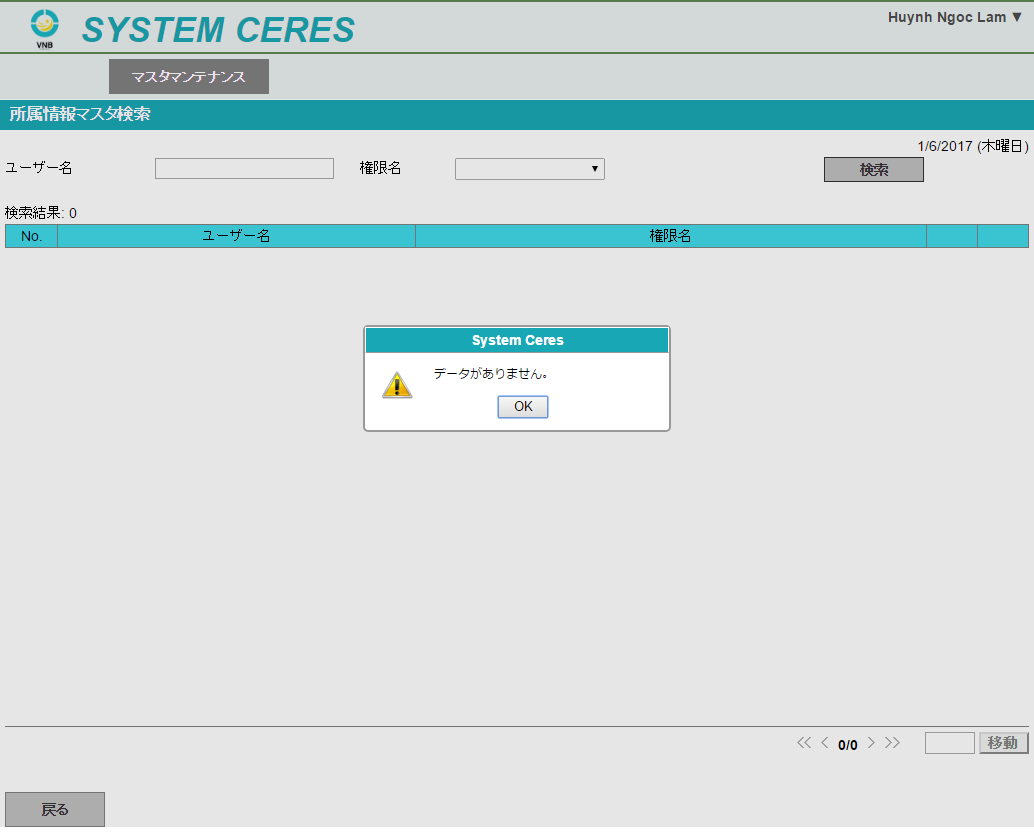 VNB
SYSTEM CERES
Huynh Ngoc Lam ▼
マスタマンテナンス
所属情報マスタ検索
1/6/2017 (木曜日)
ユーザー名
権限名
検索
検索結果: 0
No. ユーザー名 権限名
System Ceres
データがありません。
OK
<< < 0/0 > >> 移動
戻る